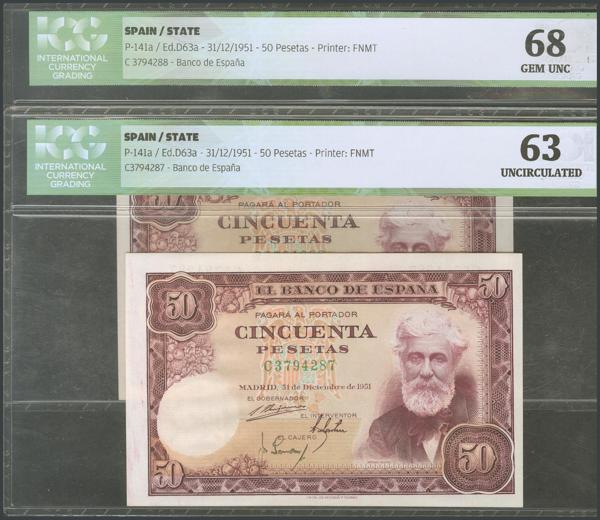 ICG
INTERNATIONAL
CURRENCY
GRADING
SPAIN / STATE
P-141a / Ed.D63a - 31/12/1951 - 50 Pesetas - Printer: FNMT
C 3794288 - Banco de España
68
GEM UNC
ICG
INTERNATIONAL
CURRENCY
GRADING
SPAIN / STATE
P-141a / Ed.D63a - 31/12/1951 - 50 Pesetas - Printer: FNMT
C3794287 - Banco de España
63
UNCIRCULATED
PAGARÁ AL PORTADOR
CINCUENTA
PESETAS
EL BANCO DE ESPAÑA
50
50
PAGARÁ AL PORTADOR
CINCUENTA
PESETAS
C3794287
MADRID, 31 de Diciembre de 1951
EL GOBERNADOR
EL INTERVENTOR
EL CAJERO
50
50